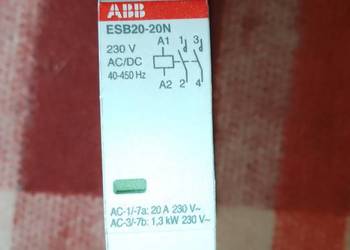 ABB
ESB20-20N
230 V
AC/DC
40-450 Hz
A1 1 3
A2 2 4
AC-1/-7a: 20 A 230 V~
AC-3/-7b: 1,3 kW 230 V~